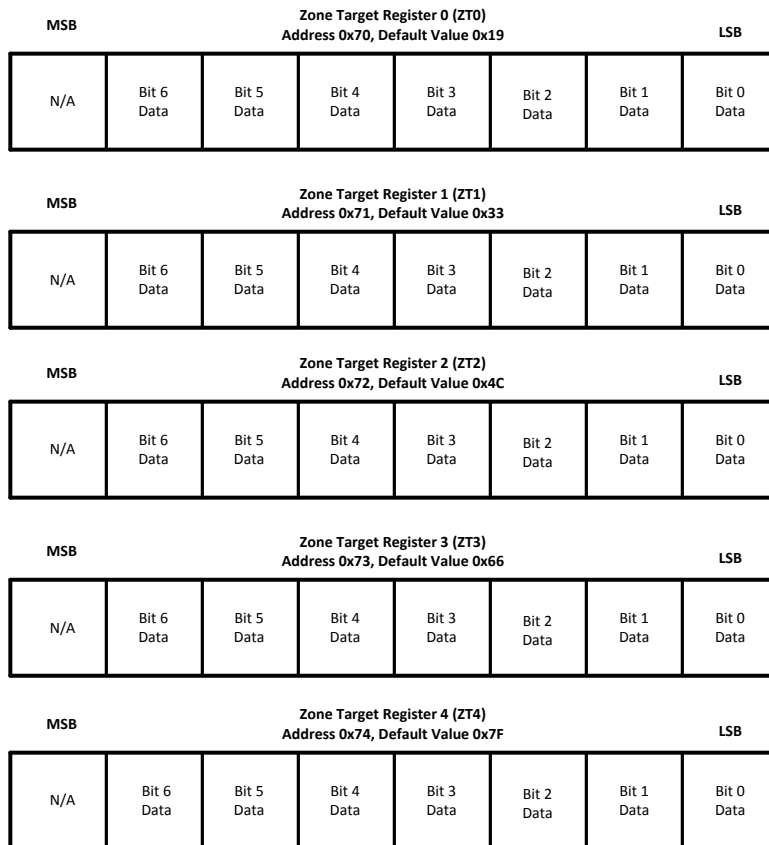 Zone Target Register 0 (ZT0)
MSB
Address 0x70, Default Value 0x19
LSB
N/A
Bit 6
Data
Bit 5
Data
Bit 4
Data
Bit 3
Data
Bit 2
Data
Bit 1
Data
Bit 0
Data
Zone Target Register 1 (ZT1)
MSB
Address 0x71, Default Value 0x33
LSB
N/A
Bit 6
Data
Bit 5
Data
Bit 4
Data
Bit 3
Data
Bit 2
Data
Bit 1
Data
Bit 0
Data
Zone Target Register 2 (ZT2)
MSB
Address 0x72, Default Value 0x4C
LSB
N/A
Bit 6
Data
Bit 5
Data
Bit 4
Data
Bit 3
Data
Bit 2
Data
Bit 1
Data
Bit 0
Data
Zone Target Register 3 (ZT3)
MSB
Address 0x73, Default Value 0x66
LSB
N/A
Bit 6
Data
Bit 5
Data
Bit 4
Data
Bit 3
Data
Bit 2
Data
Bit 1
Data
Bit 0
Data
Zone Target Register 4 (ZT4)
MSB
Address 0x74, Default Value 0x7F
LSB
N/A
Bit 6
Data
Bit 5
Data
Bit 4
Data
Bit 3
Data
Bit 2
Data
Bit 1
Data
Bit 0
Data